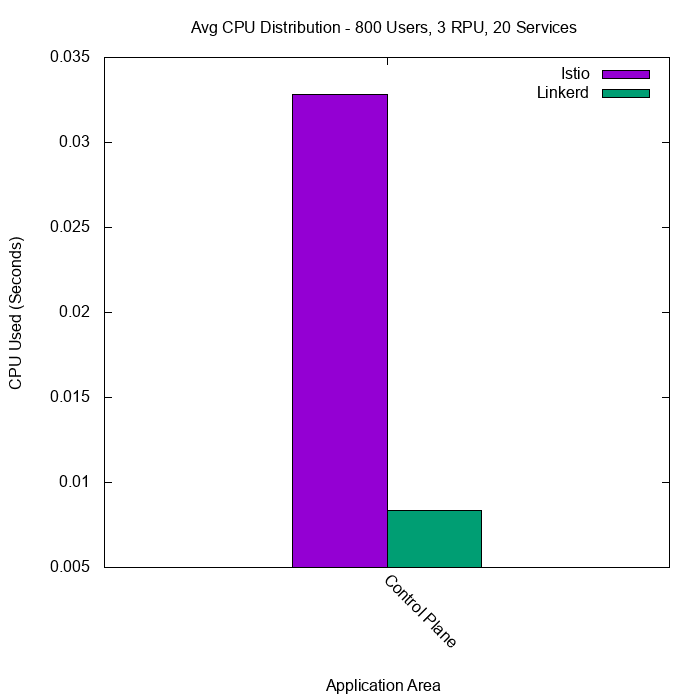 Avg CPU Distribution - 800 Users, 3 RPU, 20 Services
Istio
Linkerd
0.035
0.03
0.025
0.02
0.015
0.01
0.005
CPU Used (Seconds)
Control Plane
Application Area